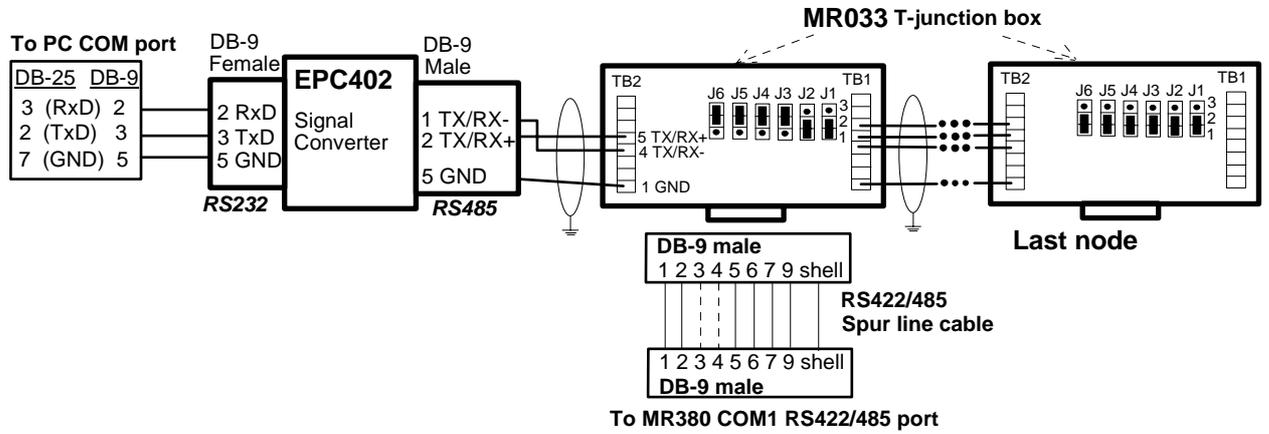 MR033 T-junction box
To PC COM port
DB-25 DB-9
3 (RxD) 2
2 (TxD) 3
7 (GND) 5
DB-9
Female
2 RxD
3 TxD
5 GND
RS232
EPC402
Signal
Converter
DB-9
Male
1 TX/RX-
2 TX/RX+
5 GND
RS485
TB2
J6 J5 J4 J3 J2 J1
3
2
1
TB1
5 TX/RX+
4 TX/RX-
1 GND
TB2
J6 J5 J4 J3 J2 J1
3
2
1
TB1
Last node
DB-9 male
1 2 3 4 5 6 7 9 shell
RS422/485
Spur line cable
1 2 3 4 5 6 7 9 shell
DB-9 male
To MR380 COM1 RS422/485 port